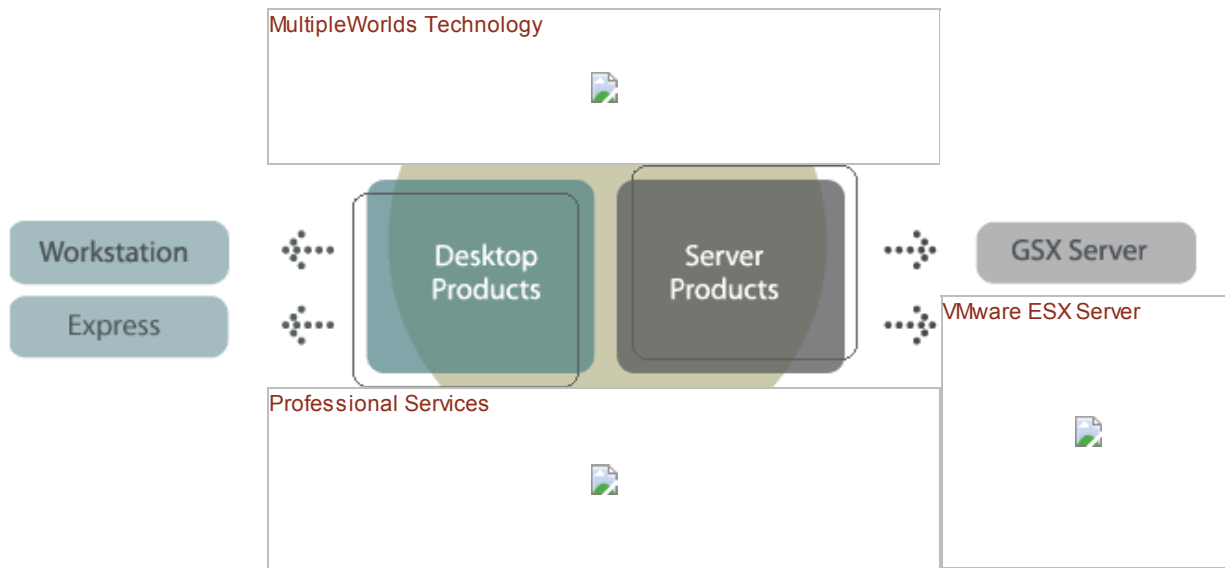 MultipleWorlds Technology
Workstation
Express
Desktop
Products
Server
Products
GSX Server
VMware ESX Server
Professional Services